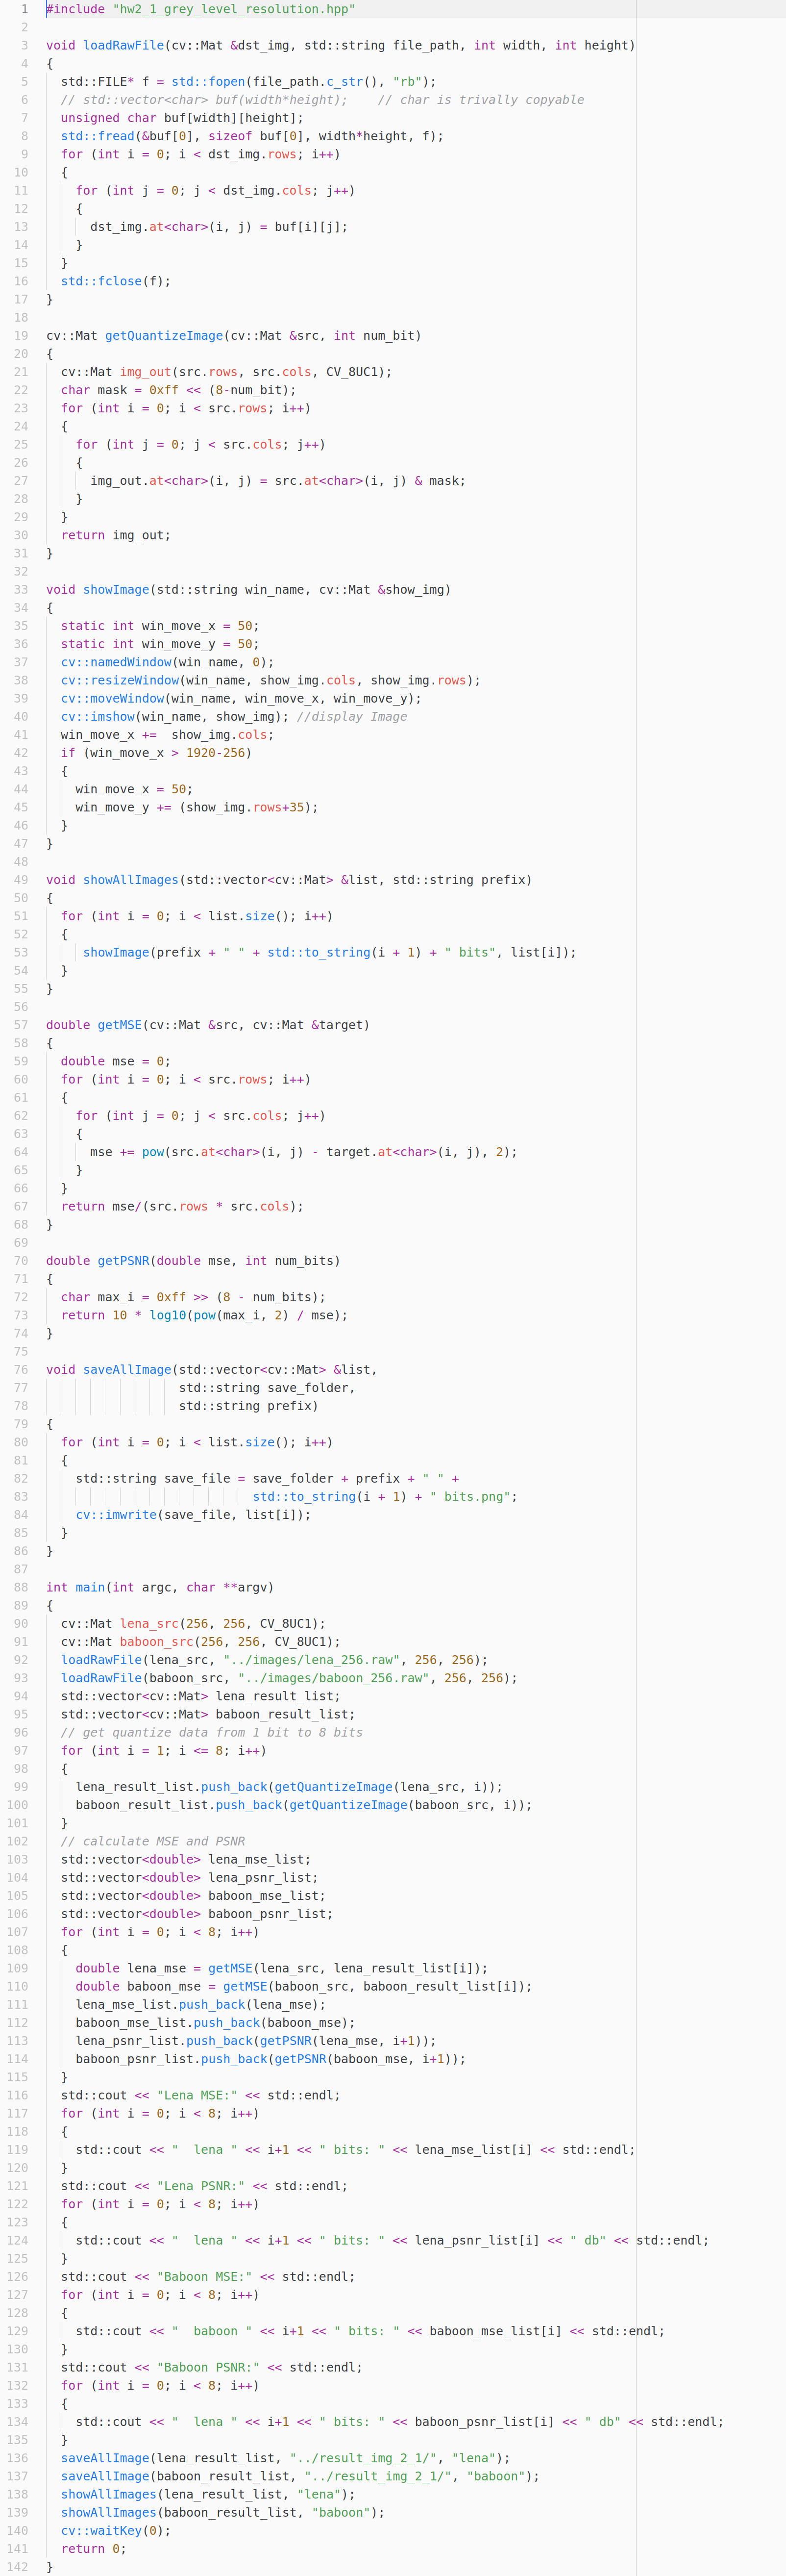 1 #include "hw2_1_grey_level_resolution.hpp"
2
3 void loadRawFile(cv::Mat &dst_img, std::string file_path, int width, int height)
4 {
5   std::FILE* f = std::fopen(file_path.c_str(), "rb");
6   // std::vector<char> buf(width*height);    // char is trivally copyable
7   unsigned char buf[width][height];
8   std::fread(&buf[0], sizeof buf[0], width*height, f);
9   for (int i = 0; i < dst_img.rows; i++)
10   {
11     for (int j = 0; j < dst_img.cols; j++)
12     {
13       dst_img.at<char>(i, j) = buf[i][j];
14     }
15   }
16   std::fclose(f);
17 }
18
19 cv::Mat getQuantizeImage(cv::Mat &src, int num_bit)
20 {
21   cv::Mat img_out(src.rows, src.cols, CV_8UC1);
22   char mask = 0xff << (8-num_bit);
23   for (int i = 0; i < src.rows; i++)
24   {
25     for (int j = 0; j < src.cols; j++)
26     {
27       img_out.at<char>(i, j) = src.at<char>(i, j) & mask;
28     }
29   }
30   return img_out;
31 }
32
33 void showImage(std::string win_name, cv::Mat &show_img)
34 {
35   static int win_move_x = 50;
36   static int win_move_y = 50;
37   cv::namedWindow(win_name, 0);
38   cv::resizeWindow(win_name, show_img.cols, show_img.rows);
39   cv::moveWindow(win_name, win_move_x, win_move_y);
40   cv::imshow(win_name, show_img); //display Image
41   win_move_x +=  show_img.cols;
42   if (win_move_x > 1920-256)
43   {
44     win_move_x = 50;
45     win_move_y += (show_img.rows+35);
46   }
47 }
48
49 void showAllImages(std::vector<cv::Mat> &list, std::string prefix)
50 {
51   for (int i = 0; i < list.size(); i++)
52   {
53      showImage(prefix + " " + std::to_string(i + 1) + " bits", list[i]);
54   }
55 }
56
57 double getMSE(cv::Mat &src, cv::Mat &target)
58 {
59   double mse = 0;
60   for (int i = 0; i < src.rows; i++)
61   {
62     for (int j = 0; j < src.cols; j++)
63     {
64       mse += pow(src.at<char>(i, j) - target.at<char>(i, j), 2);
65     }
66   }
67   return mse/(src.rows * src.cols);
68 }
69
70 double getPSNR(double mse, int num_bits)
71 {
72   char max_i = 0xff >> (8 - num_bits);
73   return 10 * log10(pow(max_i, 2) / mse);
74 }
75
76 void saveAllImage(std::vector<cv::Mat> &list,
77                   std::string save_folder,
78                   std::string prefix)
79 {
80   for (int i = 0; i < list.size(); i++)
81   {
82     std::string save_file = save_folder + prefix + " " +
83                             std::to_string(i + 1) + " bits.png";
84     cv::imwrite(save_file, list[i]);
85   }
86 }
87
88 int main(int argc, char **argv)
89 {
90   cv::Mat lena_src(256, 256, CV_8UC1);
91   cv::Mat baboon_src(256, 256, CV_8UC1);
92   loadRawFile(lena_src, "../images/lena_256.raw", 256, 256);
93   loadRawFile(baboon_src, "../images/baboon_256.raw", 256, 256);
94   std::vector<cv::Mat> lena_result_list;
95   std::vector<cv::Mat> baboon_result_list;
96   // get quantize data from 1 bit to 8 bits
97   for (int i = 1; i <= 8; i++)
98   {
99     lena_result_list.push_back(getQuantizeImage(lena_src, i));
100     baboon_result_list.push_back(getQuantizeImage(baboon_src, i));
101   }
102   // calculate MSE and PSNR
103   std::vector<double> lena_mse_list;
104   std::vector<double> lena_psnr_list;
105   std::vector<double> baboon_mse_list;
106   std::vector<double> baboon_psnr_list;
107   for (int i = 0; i < 8; i++)
108   {
109     double lena_mse = getMSE(lena_src, lena_result_list[i]);
110     double baboon_mse = getMSE(baboon_src, baboon_result_list[i]);
111     lena_mse_list.push_back(lena_mse);
112     baboon_mse_list.push_back(baboon_mse);
113     lena_psnr_list.push_back(getPSNR(lena_mse, i+1));
114     baboon_psnr_list.push_back(getPSNR(baboon_mse, i+1));
115   }
116   std::cout << "Lena MSE:" << std::endl;
117   for (int i = 0; i < 8; i++)
118   {
119     std::cout << "  lena " << i+1 << " bits: " << lena_mse_list[i] << std::endl;
120   }
121   std::cout << "Lena PSNR:" << std::endl;
122   for (int i = 0; i < 8; i++)
123   {
124     std::cout << "  lena " << i+1 << " bits: " << lena_psnr_list[i] << " db" << std::endl;
125   }
126   std::cout << "Baboon MSE:" << std::endl;
127   for (int i = 0; i < 8; i++)
128   {
129     std::cout << "  baboon " << i+1 << " bits: " << baboon_mse_list[i] << std::endl;
130   }
131   std::cout << "Baboon PSNR:" << std::endl;
132   for (int i = 0; i < 8; i++)
133   {
134     std::cout << "  lena " << i+1 << " bits: " << baboon_psnr_list[i] << " db" << std::endl;
135   }
136   saveAllImage(lena_result_list, "../result_img_2_1/", "lena");
137   saveAllImage(baboon_result_list, "../result_img_2_1/", "baboon");
138   showAllImages(lena_result_list, "lena");
139   showAllImages(baboon_result_list, "baboon");
140   cv::waitKey(0);
141   return 0;
142 }